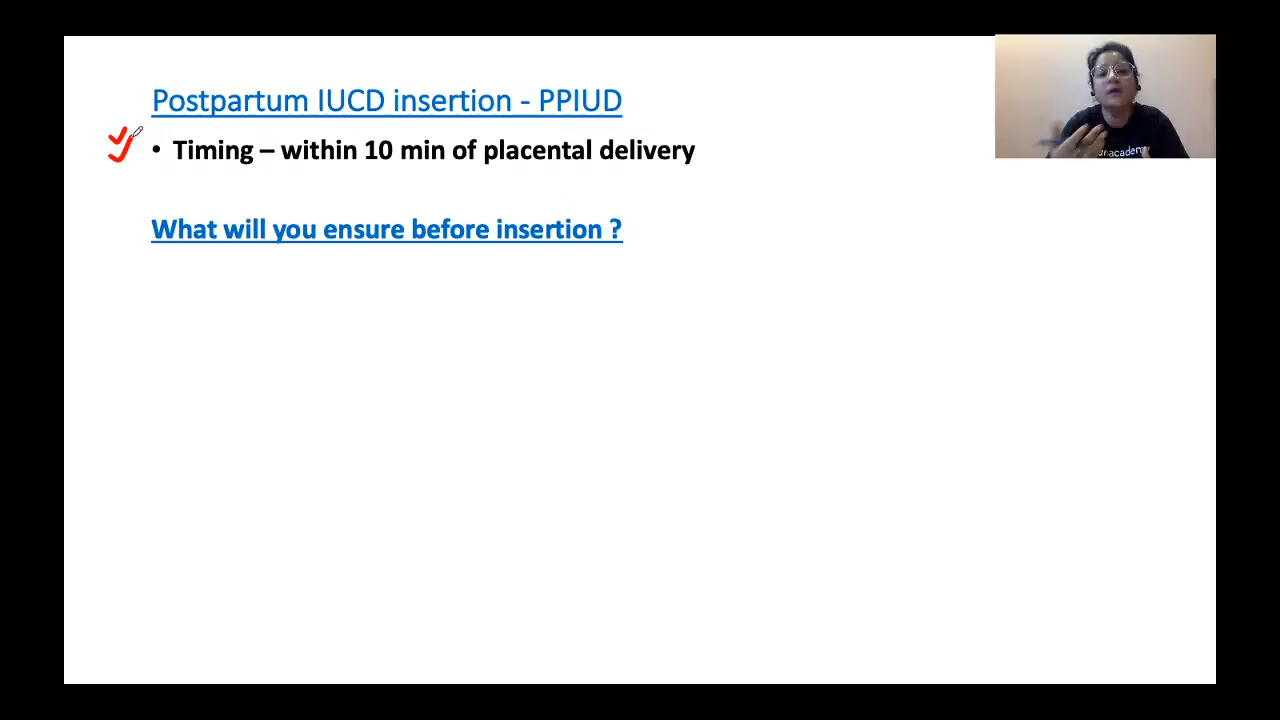 Postpartum IUCD insertion - PPIUD
• Timing – within 10 min of placental delivery
What will you ensure before insertion ?